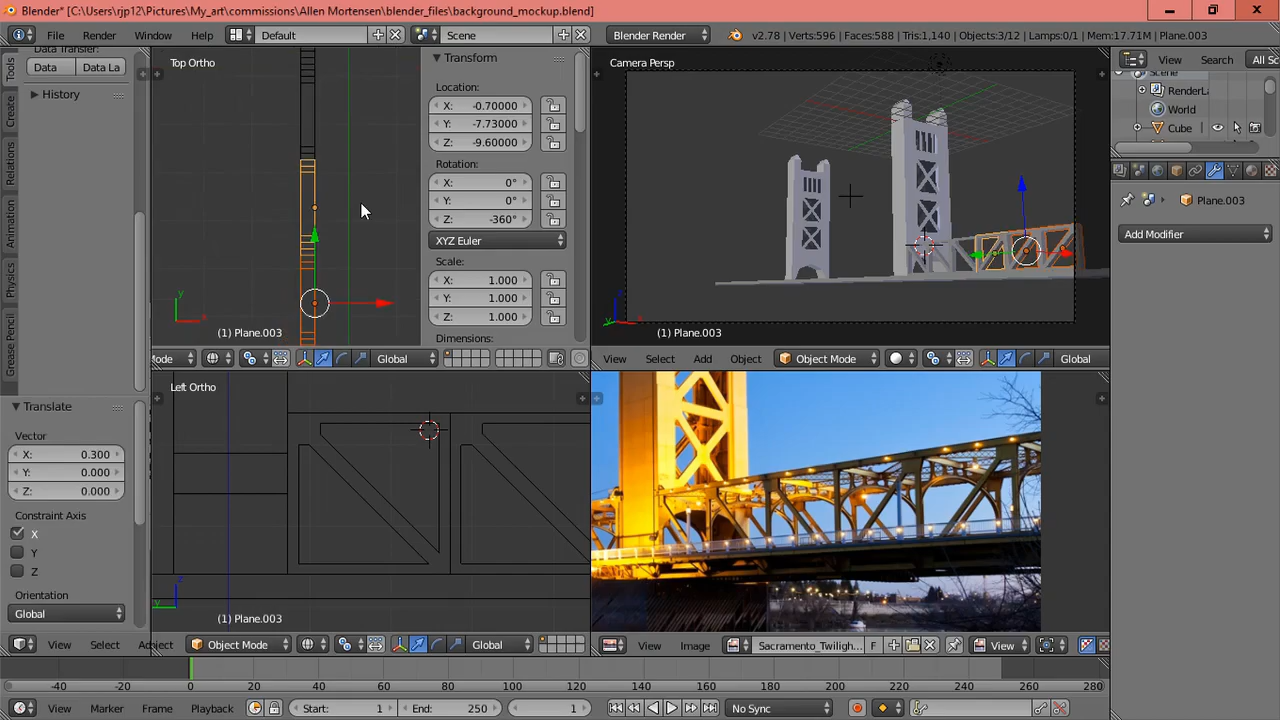 Blender* [C:\Users\rjp12\Pictures\My_art\commissions\Allen Mortensen\blender_files\background_mockup.blend]
File Render Window Help Default Scene Blender Render v2.78 | Verts:596 | Faces:588 | Tris:1,140 | Objects:3/12 | Lamps:0/1 | Mem:17.71M | Plane.003
Tools
Create
Relations
Animation
Physics
Grease Pencil
Data Transfer:
Data Data La
History
Translate
Vector
X: 0.300
Y: 0.000
Z: 0.000
Constraint Axis
X
Y
Z
Orientation
Global
Top Ortho
(1) Plane.003
Transform
Location:
X: -0.70000
Y: -7.73000
Z: -9.60000
Rotation:
X: 0°
Y: 0°
Z: -360°
XYZ Euler
Scale:
X: 1.000
Y: 1.000
Z: 1.000
Dimensions:
Mode Global
Camera Persp
(1) Plane.003
View Select Add Object Object Mode Global
View Search All Sc
Scene
RenderLa
World
Cube
Plane.003
Add Modifier
Left Ortho
(1) Plane.003
View Select Add Object Object Mode Global
View Image Sacramento_Twiligh... F View
-40 -20 0 20 40 60 80 100 120 140 160 180 200 220 240 260 280
View Marker Frame Playback Start: 1 End: 250 1 No Sync